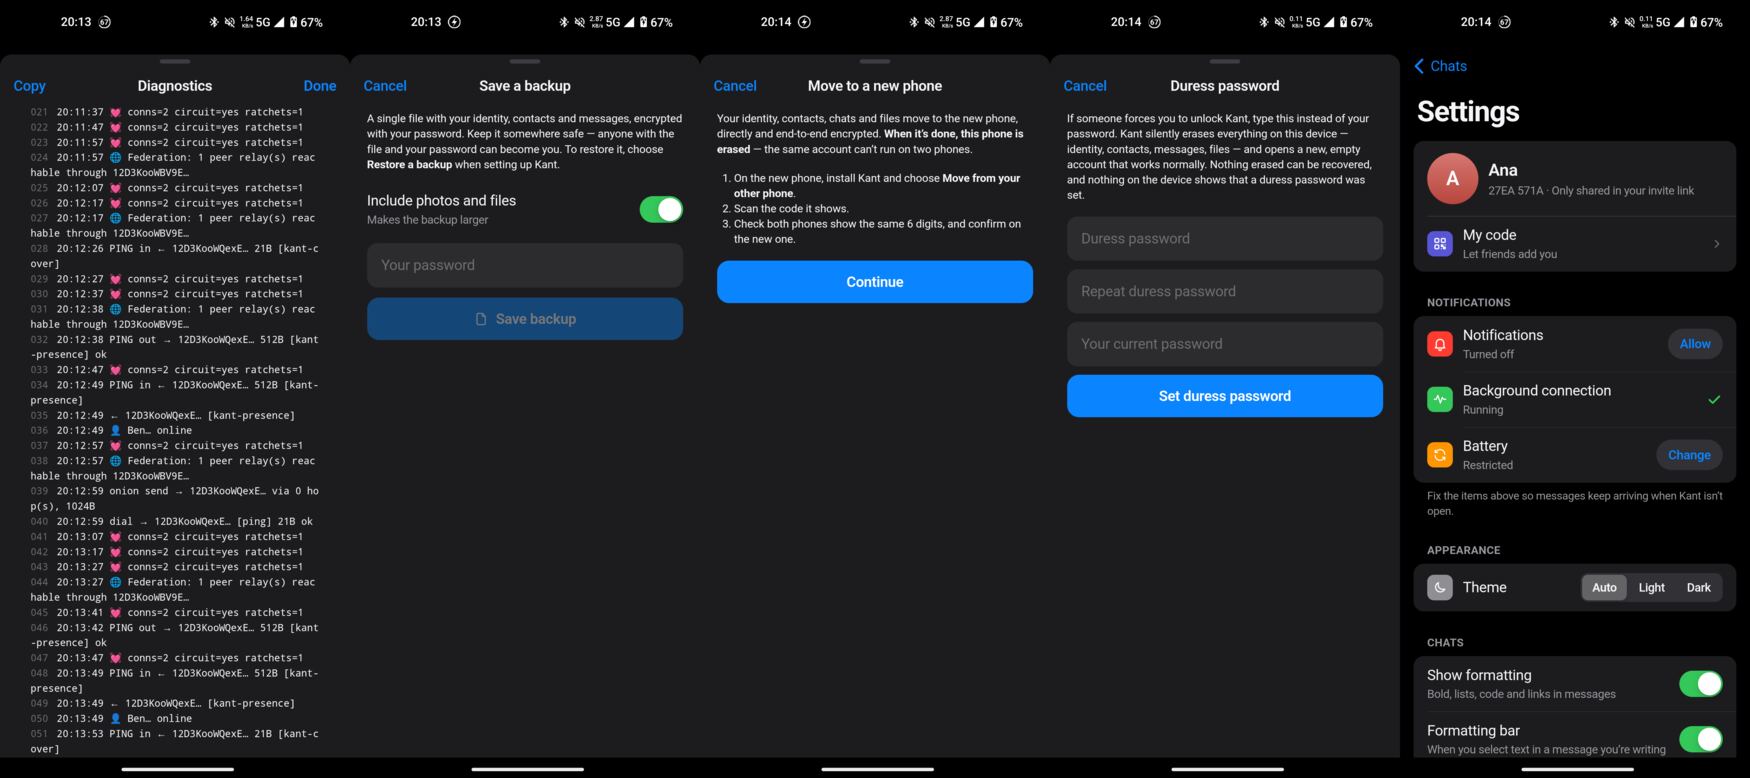 20:13 67 1.64 KB/s 5G 67%
Copy Diagnostics Done
021 20:11:37 💓 conns=2 circuit=yes ratchets=1
022 20:11:47 💓 conns=2 circuit=yes ratchets=1
023 20:11:57 💓 conns=2 circuit=yes ratchets=1
024 20:11:57 🌐 Federation: 1 peer relay(s) reac
hable through 12D3KooWBV9E…
025 20:12:07 💓 conns=2 circuit=yes ratchets=1
026 20:12:17 💓 conns=2 circuit=yes ratchets=1
027 20:12:17 🌐 Federation: 1 peer relay(s) reac
hable through 12D3KooWBV9E…
028 20:12:26 PING in ← 12D3KooWQexE… 21B [kant-c
over]
029 20:12:27 💓 conns=2 circuit=yes ratchets=1
030 20:12:37 💓 conns=2 circuit=yes ratchets=1
031 20:12:38 🌐 Federation: 1 peer relay(s) reac
hable through 12D3KooWBV9E…
032 20:12:38 PING out → 12D3KooWQexE… 512B [kant
-presence] ok
033 20:12:47 💓 conns=2 circuit=yes ratchets=1
034 20:12:49 PING in ← 12D3KooWQexE… 512B [kant-
presence]
035 20:12:49 ← 12D3KooWQexE… [kant-presence]
036 20:12:49 👤 Ben… online
037 20:12:57 💓 conns=2 circuit=yes ratchets=1
038 20:12:57 🌐 Federation: 1 peer relay(s) reac
hable through 12D3KooWBV9E…
039 20:12:59 onion send → 12D3KooWQexE… via 0 ho
p(s), 1024B
040 20:12:59 dial → 12D3KooWQexE… [ping] 21B ok
041 20:13:07 💓 conns=2 circuit=yes ratchets=1
042 20:13:17 💓 conns=2 circuit=yes ratchets=1
043 20:13:27 💓 conns=2 circuit=yes ratchets=1
044 20:13:27 🌐 Federation: 1 peer relay(s) reac
hable through 12D3KooWBV9E…
045 20:13:41 💓 conns=2 circuit=yes ratchets=1
046 20:13:42 PING out → 12D3KooWQexE… 512B [kant
-presence] ok
047 20:13:47 💓 conns=2 circuit=yes ratchets=1
048 20:13:49 PING in ← 12D3KooWQexE… 512B [kant-
presence]
049 20:13:49 ← 12D3KooWQexE… [kant-presence]
050 20:13:49 👤 Ben… online
051 20:13:53 PING in ← 12D3KooWQexE… 21B [kant-c
over]
20:13 2.87 KB/s 5G 67%
Cancel Save a backup
A single file with your identity, contacts and messages, encrypted
with your password. Keep it somewhere safe — anyone with the
file and your password can become you. To restore it, choose
Restore a backup when setting up Kant.
Include photos and files
Makes the backup larger
Your password
Save backup
20:14 2.87 KB/s 5G 67%
Cancel Move to a new phone
Your identity, contacts, chats and files move to the new phone,
directly and end-to-end encrypted. When it's done, this phone is
erased — the same account can't run on two phones.
1. On the new phone, install Kant and choose Move from your
other phone.
2. Scan the code it shows.
3. Check both phones show the same 6 digits, and confirm on
the new one.
Continue
20:14 67 0.11 KB/s 5G 67%
Cancel Duress password
If someone forces you to unlock Kant, type this instead of your
password. Kant silently erases everything on this device —
identity, contacts, messages, files — and opens a new, empty
account that works normally. Nothing erased can be recovered,
and nothing on the device shows that a duress password was
set.
Duress password
Repeat duress password
Your current password
Set duress password
20:14 67 0.11 KB/s 5G 67%
Chats
Settings
A Ana
27EA 571A · Only shared in your invite link
My code
Let friends add you
NOTIFICATIONS
Notifications
Turned off
Allow
Background connection
Running
Battery
Restricted
Change
Fix the items above so messages keep arriving when Kant isn't
open.
APPEARANCE
Theme Auto Light Dark
CHATS
Show formatting
Bold, lists, code and links in messages
Formatting bar
When you select text in a message you're writing